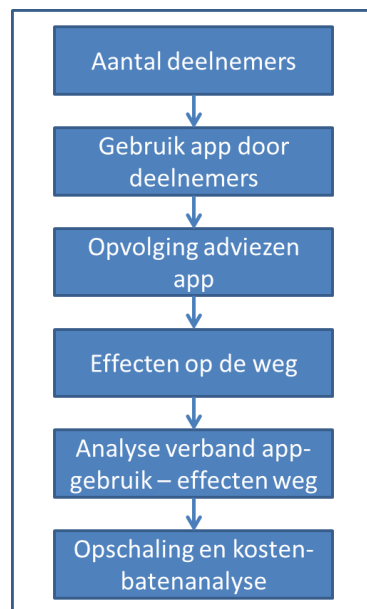 Aantal deelnemers
Gebruik app door
deelnemers
Opvolging adviezen
app
Effecten op de weg
Analyse verband app-
gebruik – effecten weg
Opschaling en kosten-
batenanalyse